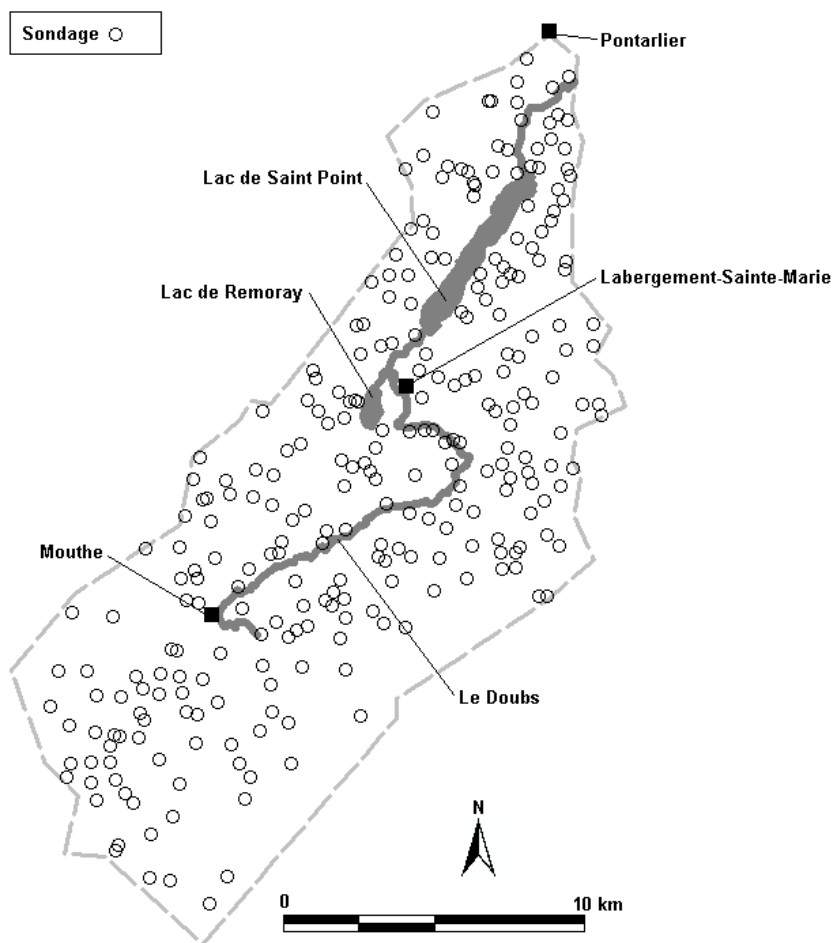 Sondage
Pontarlier
Lac de Saint Point
Labergement-Sainte-Marie
Lac de Remoray
Mouthe
Le Doubs
N
0
10 km